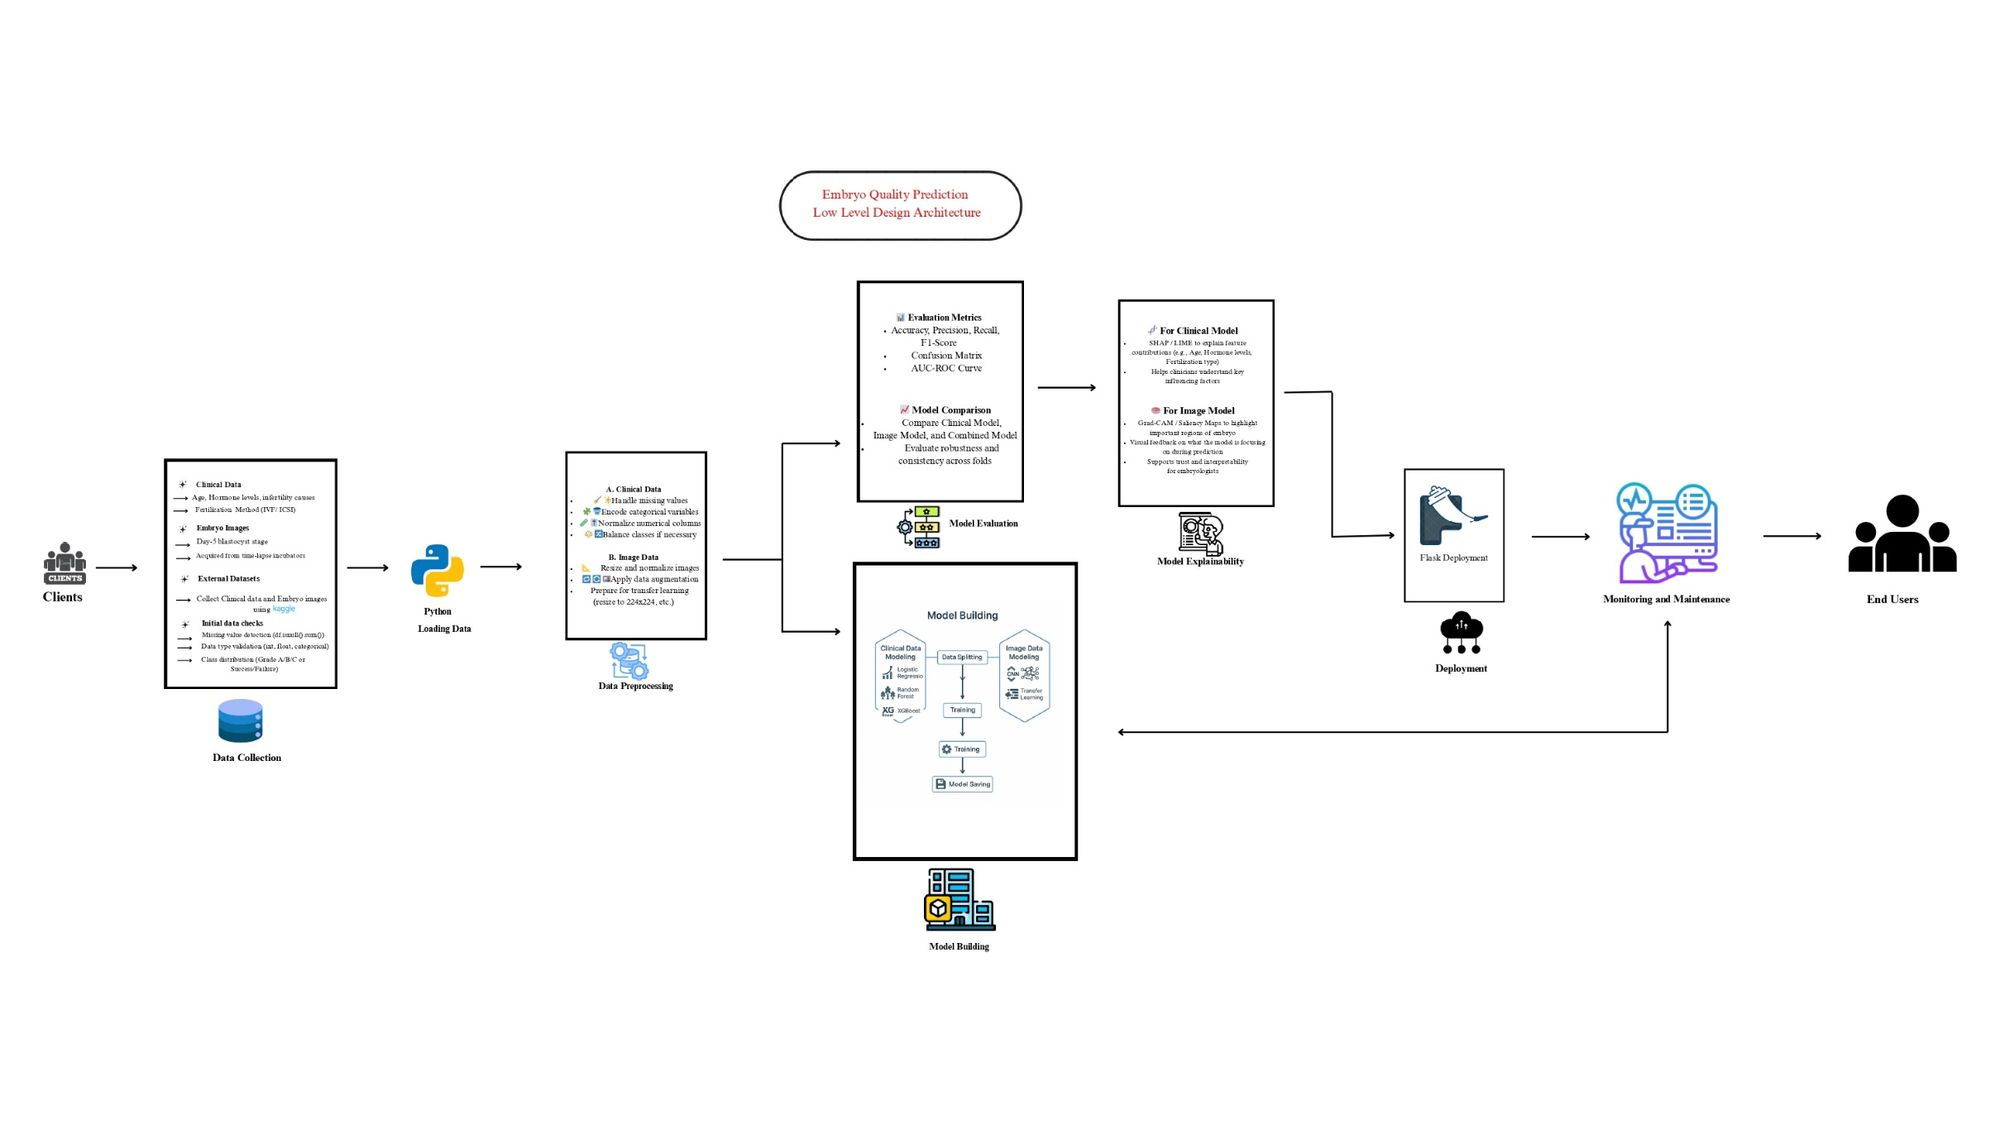 Embryo Quality Prediction
Low Level Design Architecture
CLIENTS
Clients
Clinical Data
Age, Hormone levels, infertility causes
Fertilization Method (IVF/ ICSI)
Embryo Images
Day-5 blastocyst stage
Acquired from time-lapse incubators
External Datasets
Collect Clinical data and Embryo images
using kaggle
Initial data checks
Missing value detection (df.isnull().sum())
Data type validation (int, float, categorical)
Class distribution (Grade A/B/C or
Success/Failure)
Data Collection
Python
Loading Data
A. Clinical Data
Handle missing values
Encode categorical variables
Normalize numerical columns
Balance classes if necessary
B. Image Data
Resize and normalize images
Apply data augmentation
Prepare for transfer learning
(resize to 224x224, etc.)
Data Preprocessing
Evaluation Metrics
Accuracy, Precision, Recall,
F1-Score
Confusion Matrix
AUC-ROC Curve
Model Comparison
Compare Clinical Model,
Image Model, and Combined Model
Evaluate robustness and
consistency across folds
Model Evaluation
Model Building
Clinical Data
Modeling
Logistic
Regressio
Random
Forest
XG
XGBoost
Data Splitting
Training
Training
Model Saving
Image Data
Modeling
CNN
Transfer
Learning
Model Building
For Clinical Model
SHAP / LIME to explain feature
contributions (e.g., Age, Hormone levels,
Fertilization type)
Helps clinicians understand key
influencing factors
For Image Model
Grad-CAM / Saliency Maps to highlight
important regions of embryo
Visual feedback on what the model is focusing
on during prediction
Supports trust and interpretability
for embryologists
Model Explainability
Flask Deployment
Deployment
Monitoring and Maintenance
End Users